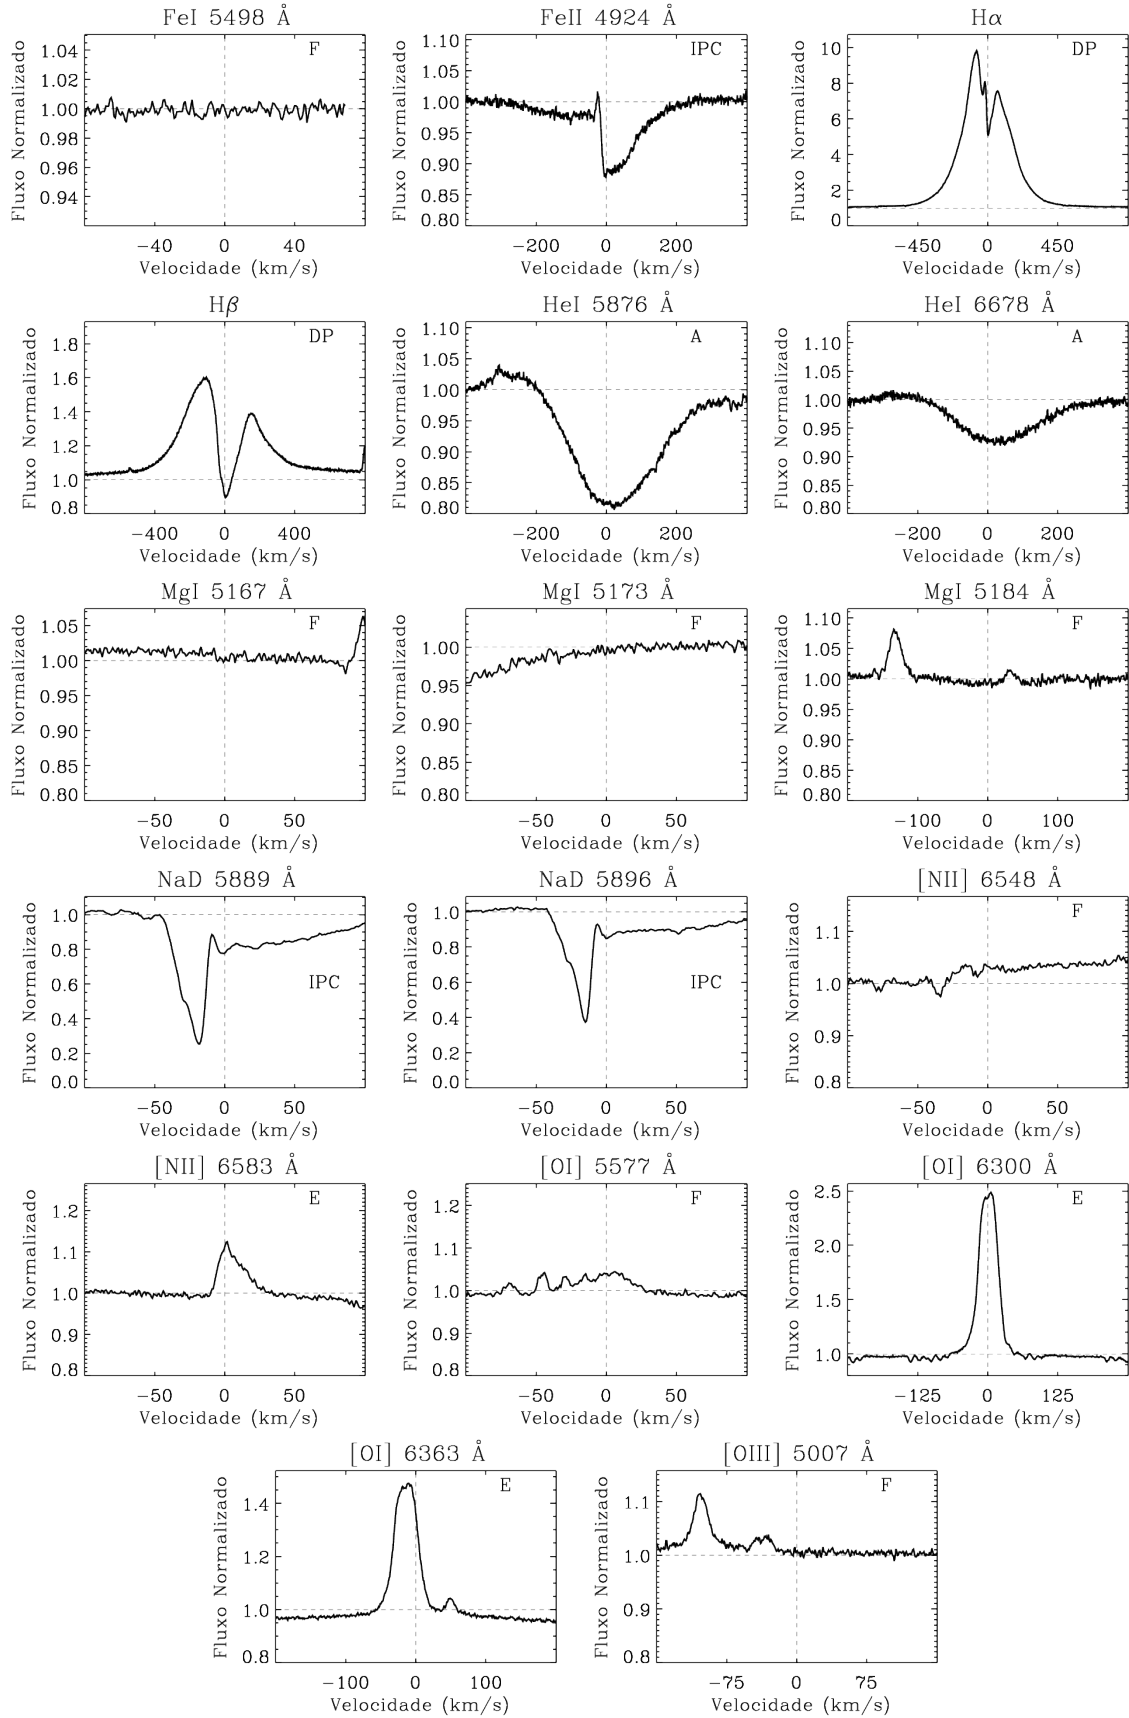 FeI 5498 Å
FeII 4924 Å
Hα
Fluxo Normalizado
1.04
1.02
1.00
0.98
0.96
0.94
F
−40 0 40
Velocidade (km/s)
Fluxo Normalizado
1.10
1.05
1.00
0.95
0.90
0.85
0.80
IPC
−200 0 200
Velocidade (km/s)
Fluxo Normalizado
10
8
6
4
2
0
DP
−450 0 450
Velocidade (km/s)
Hβ
HeI 5876 Å
HeI 6678 Å
Fluxo Normalizado
1.8
1.6
1.4
1.2
1.0
0.8
DP
−400 0 400
Velocidade (km/s)
Fluxo Normalizado
1.10
1.05
1.00
0.95
0.90
0.85
0.80
A
−200 0 200
Velocidade (km/s)
Fluxo Normalizado
1.10
1.05
1.00
0.95
0.90
0.85
0.80
A
−200 0 200
Velocidade (km/s)
MgI 5167 Å
MgI 5173 Å
MgI 5184 Å
Fluxo Normalizado
1.05
1.00
0.95
0.90
0.85
0.80
F
−50 0 50
Velocidade (km/s)
Fluxo Normalizado
1.00
0.95
0.90
0.85
0.80
F
−50 0 50
Velocidade (km/s)
Fluxo Normalizado
1.10
1.05
1.00
0.95
0.90
0.85
0.80
F
−100 0 100
Velocidade (km/s)
NaD 5889 Å
NaD 5896 Å
[NII] 6548 Å
Fluxo Normalizado
1.0
0.8
0.6
0.4
0.2
0.0
IPC
−50 0 50
Velocidade (km/s)
Fluxo Normalizado
1.0
0.8
0.6
0.4
0.2
0.0
IPC
−50 0 50
Velocidade (km/s)
Fluxo Normalizado
1.1
1.0
0.9
0.8
F
−50 0 50
Velocidade (km/s)
[NII] 6583 Å
[OI] 5577 Å
[OI] 6300 Å
Fluxo Normalizado
1.2
1.1
1.0
0.9
0.8
E
−50 0 50
Velocidade (km/s)
Fluxo Normalizado
1.2
1.1
1.0
0.9
0.8
F
−50 0 50
Velocidade (km/s)
Fluxo Normalizado
2.5
2.0
1.5
1.0
E
−125 0 125
Velocidade (km/s)
[OI] 6363 Å
[OIII] 5007 Å
Fluxo Normalizado
1.4
1.2
1.0
0.8
E
−100 0 100
Velocidade (km/s)
Fluxo Normalizado
1.1
1.0
0.9
0.8
F
−75 0 75
Velocidade (km/s)